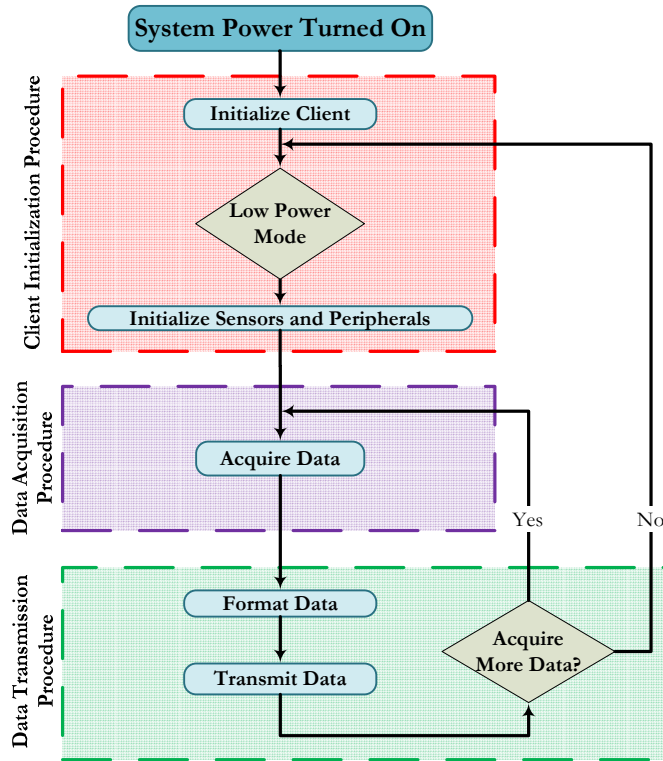 System Power Turned On
Client Initialization Procedure
Initialize Client
Low Power
Mode
Initialize Sensors and Peripherals
Data Acquisition
Procedure
Acquire Data
Yes
No
Data Transmission
Procedure
Format Data
Acquire
More Data?
Transmit Data